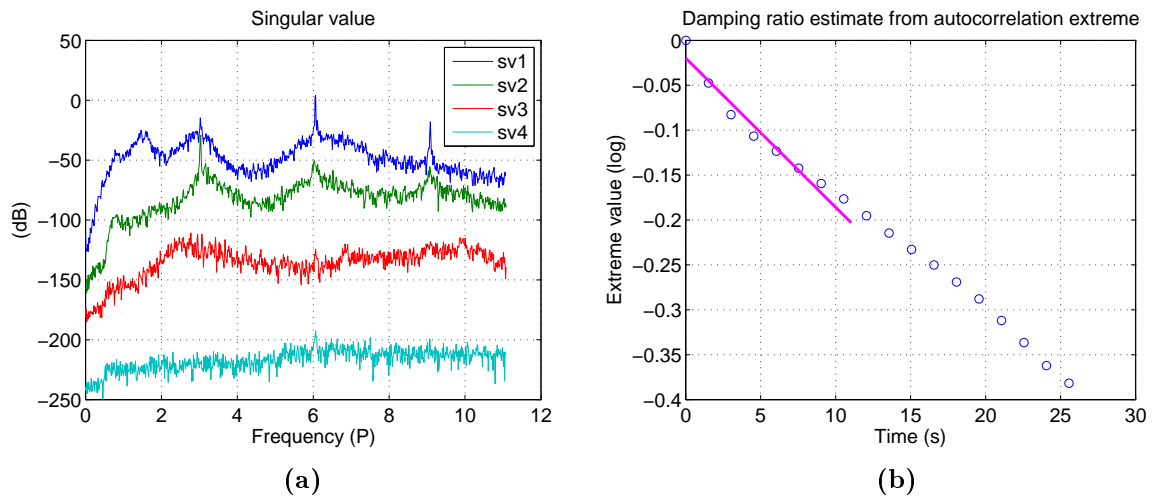 Singular value
50
0
−50
−100
−150
−200
−250
(dB)
sv1
sv2
sv3
sv4
0 2 4 6 8 10 12
Frequency (P)
(a)
Damping ratio estimate from autocorrelation extreme
0
−0.05
−0.1
−0.15
−0.2
−0.25
−0.3
−0.35
−0.4
Extreme value (log)
0 5 10 15 20 25 30
Time (s)
(b)